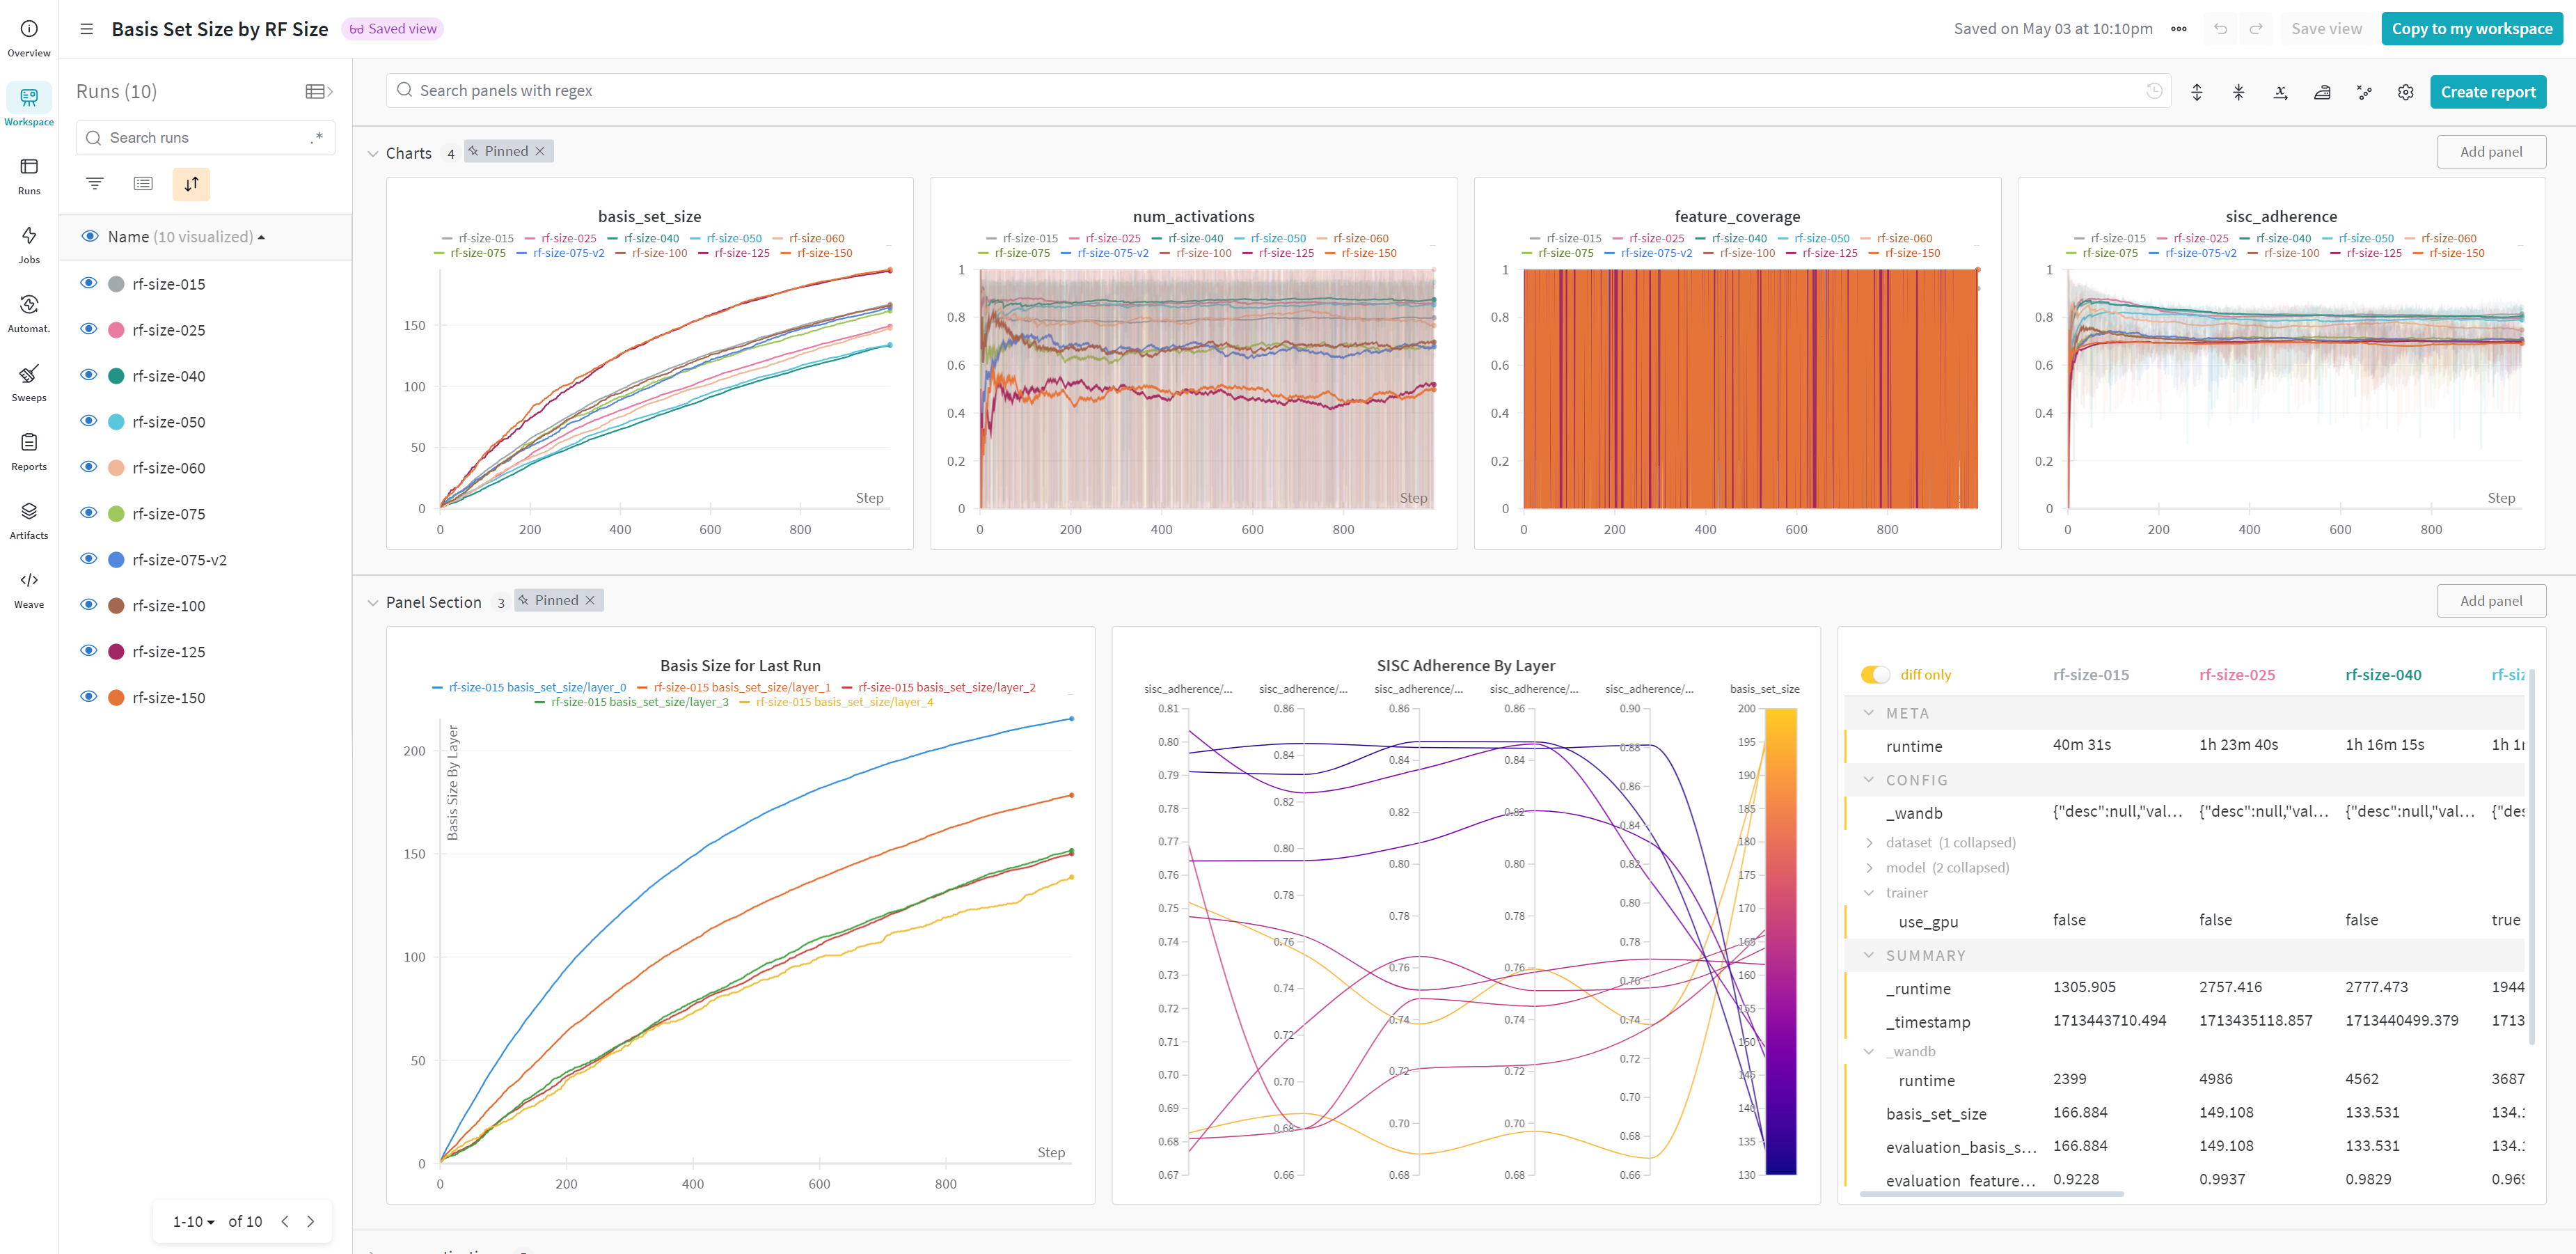 Overview
Workspace
Runs
Jobs
Automat.
Sweeps
Reports
Artifacts
Weave
Basis Set Size by RF Size
Saved view
Saved on May 03 at 10:10pm
Save view
Copy to my workspace
Runs (10)
Search runs
.*
Name (10 visualized)
rf-size-015
rf-size-025
rf-size-040
rf-size-050
rf-size-060
rf-size-075
rf-size-075-v2
rf-size-100
rf-size-125
rf-size-150
1-10 of 10
Search panels with regex
Create report
Charts 4 Pinned
Add panel
basis_set_size
rf-size-015 rf-size-025 rf-size-040 rf-size-050 rf-size-060
rf-size-075 rf-size-075-v2 rf-size-100 rf-size-125 rf-size-150
150
100
50
0
Step
0 200 400 600 800
num_activations
rf-size-015 rf-size-025 rf-size-040 rf-size-050 rf-size-060
rf-size-075 rf-size-075-v2 rf-size-100 rf-size-125 rf-size-150
1
0.8
0.6
0.4
0.2
0
Step
0 200 400 600 800
feature_coverage
rf-size-015 rf-size-025 rf-size-040 rf-size-050 rf-size-060
rf-size-075 rf-size-075-v2 rf-size-100 rf-size-125 rf-size-150
1
0.8
0.6
0.4
0.2
0
0 200 400 600 800
sisc_adherence
rf-size-015 rf-size-025 rf-size-040 rf-size-050 rf-size-060
rf-size-075 rf-size-075-v2 rf-size-100 rf-size-125 rf-size-150
1
0.8
0.6
0.4
0.2
0
Step
0 200 400 600 800
Panel Section 3 Pinned
Add panel
Basis Size for Last Run
rf-size-015 basis_set_size/layer_0 rf-size-015 basis_set_size/layer_1 rf-size-015 basis_set_size/layer_2
rf-size-015 basis_set_size/layer_3 rf-size-015 basis_set_size/layer_4
Basis Size By Layer
200
150
100
50
0
Step
0 200 400 600 800
SISC Adherence By Layer
sisc_adherence/... sisc_adherence/... sisc_adherence/... sisc_adherence/... sisc_adherence/... basis_set_size
0.81
0.80
0.79
0.78
0.77
0.76
0.75
0.74
0.73
0.72
0.71
0.70
0.69
0.68
0.67
0.86
0.84
0.82
0.80
0.78
0.76
0.74
0.72
0.70
0.68
0.66
0.86
0.84
0.82
0.80
0.78
0.76
0.74
0.72
0.70
0.68
0.86
0.84
0.82
0.80
0.78
0.76
0.74
0.72
0.70
0.68
0.90
0.88
0.86
0.84
0.82
0.80
0.78
0.76
0.74
0.72
0.70
0.68
0.66
200
195
190
185
180
175
170
165
160
155
150
145
140
135
130
diff only rf-size-015 rf-size-025 rf-size-040
META
runtime 40m 31s 1h 23m 40s 1h 16m 15s
CONFIG
_wandb {"desc":null,"val... {"desc":null,"val... {"desc":null,"val... {"des
dataset (1 collapsed)
model (2 collapsed)
trainer
use_gpu false false false true
SUMMARY
_runtime 1305.905 2757.416 2777.473 1944
_timestamp 1713443710.494 1713435118.857 1713440499.379 1713
_wandb
runtime 2399 4986 4562 3687
basis_set_size 166.884 149.108 133.531 134.
evaluation_basis_s... 166.884 149.108 133.531 134.
evaluation_feature... 0.9228 0.9937 0.9829